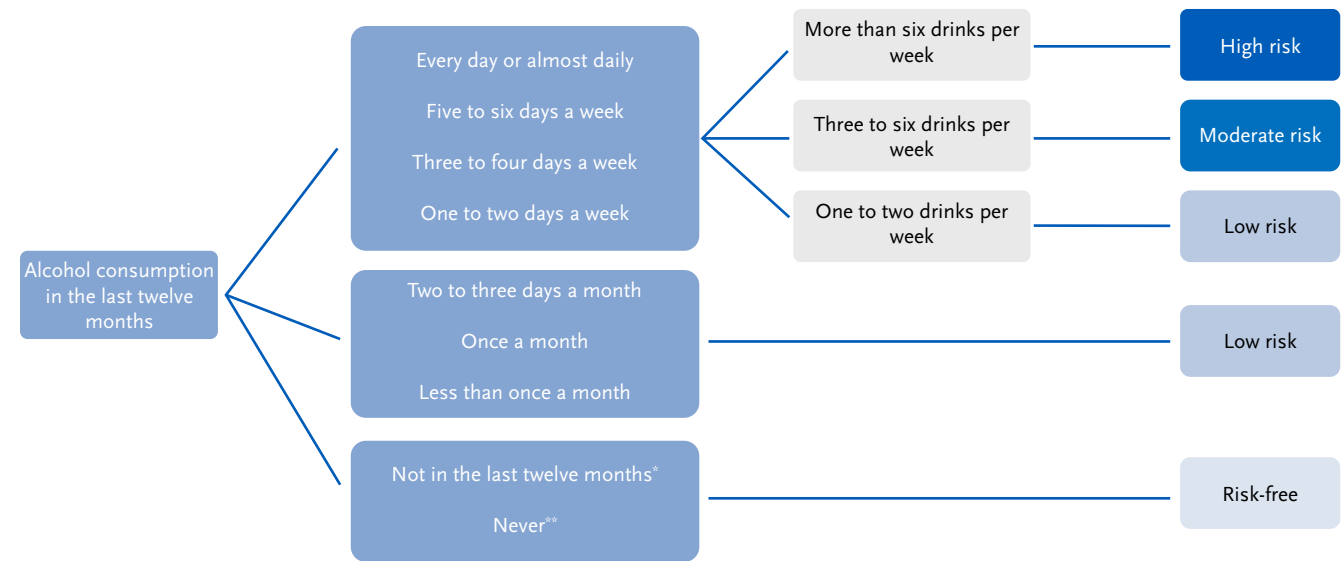 Alcohol consumption
in the last twelve
months
Every day or almost daily
Five to six days a week
Three to four days a week
One to two days a week
More than six drinks per
week
High risk
Three to six drinks per
week
Moderate risk
One to two drinks per
week
Low risk
Two to three days a month
Once a month
Less than once a month
Low risk
Not in the last twelve months*
Never**
Risk-free